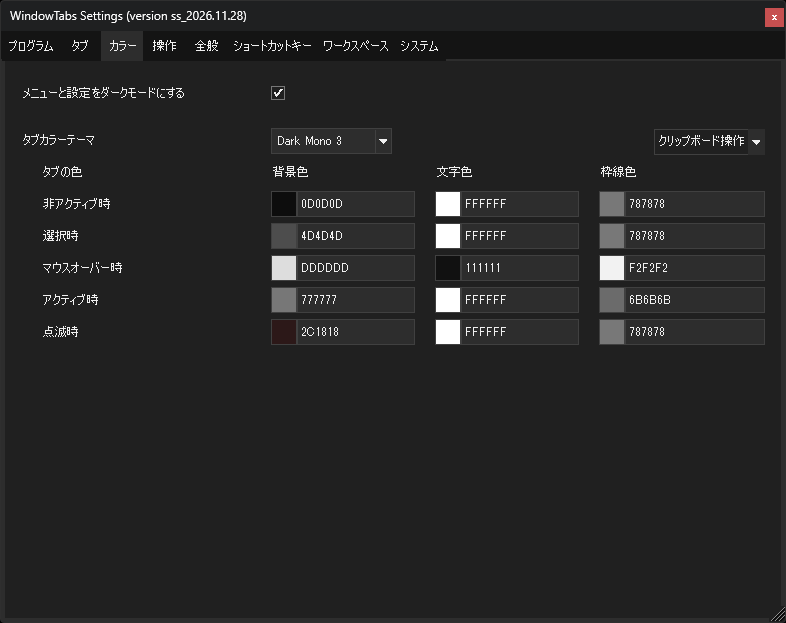 WindowTabs Settings (version ss_2026.11.28)
x
プログラム タブ カラー 操作 全般 ショートカットキー ワークスペース システム
メニューと設定をダークモードにする
タブカラーテーマ Dark Mono 3 クリップボード操作
タブの色 背景色 文字色 枠線色
非アクティブ時 0D0D0D FFFFFF 787878
選択時 4D4D4D FFFFFF 787878
マウスオーバー時 DDDDDD 111111 F2F2F2
アクティブ時 777777 FFFFFF 6B6B6B
点滅時 2C1818 FFFFFF 787878